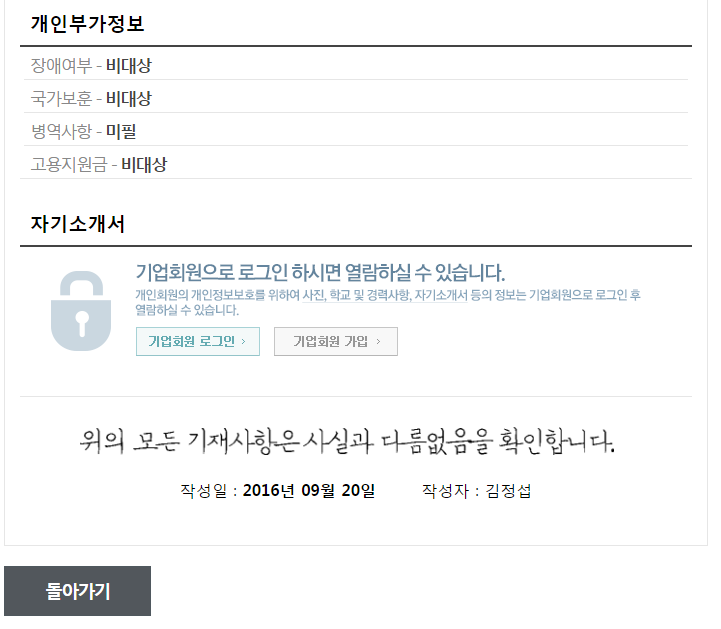 개인부가정보
장애여부 - 비대상
국가보훈 - 비대상
병역사항 - 미필
고용지원금 - 비대상
자기소개서
기업회원으로 로그인 하시면 열람하실 수 있습니다.
개인회원의 개인정보보호를 위하여 사진, 학교 및 경력사항, 자기소개서 등의 정보는 기업회원으로 로그인 후
열람하실 수 있습니다.
기업회원 로그인 › 기업회원 가입 ›
위의 모든 기재사항은 사실과 다름없음을 확인합니다.
작성일 : 2016년 09월 20일 작성자 : 김정섭
돌아가기